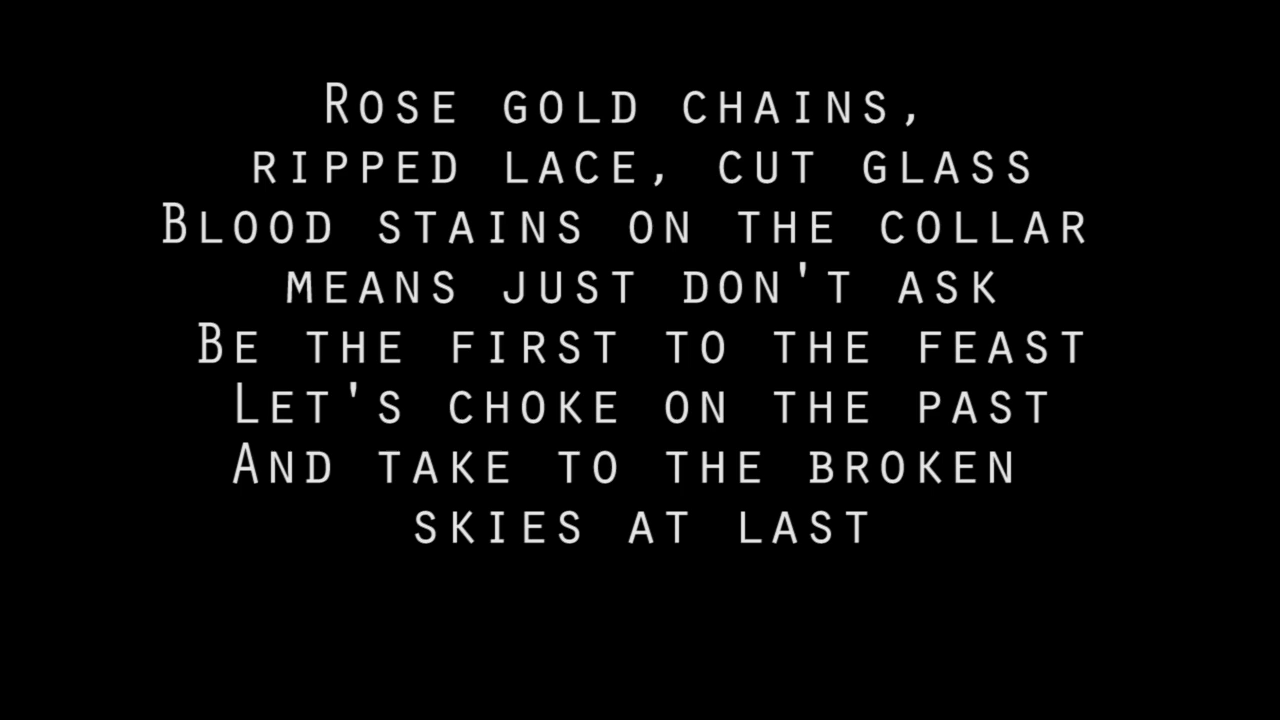 Rose gold chains,
ripped lace, cut glass
Blood stains on the collar
means just don't ask
Be the first to the feast
Let's choke on the past
And take to the broken
skies at last